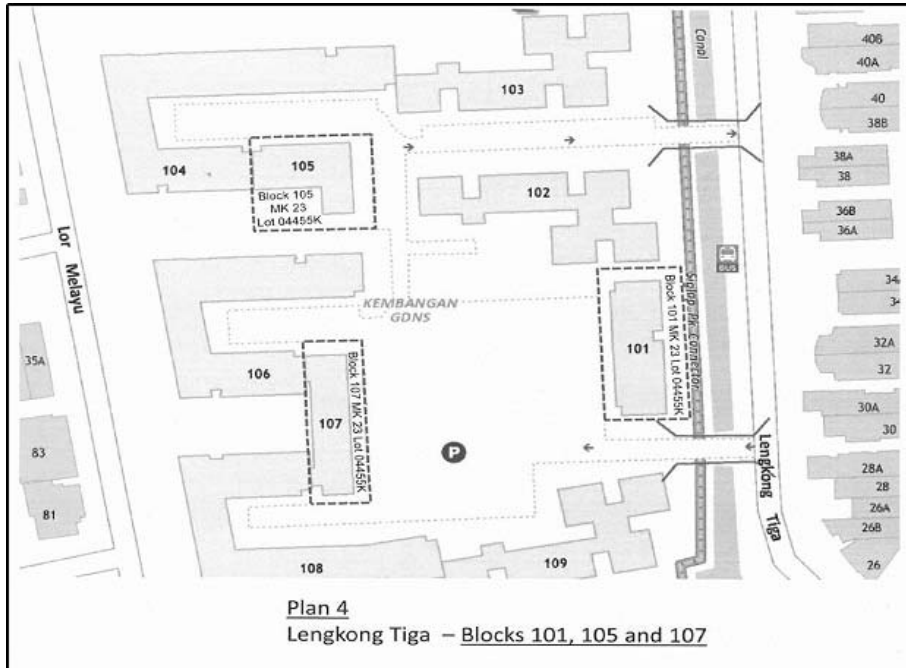 Canal
40B
40A
40
38B
38A
38
36B
36A
34A
34
32A
32
30A
30
28A
28
26A
26B
26
103
104
105
Block 105
MK 23
Lot 04455K
102
BUS
Siglap Pk Connector
KEMBANGAN
GDNS
101
Block 101 MK 23 Lot 04455K
106
107
Block 107 MK 23 Lot 04455K
P
108
109
Lor Melayu
35A
83
81
Lengkong Tiga
Plan 4
Lengkong Tiga – Blocks 101, 105 and 107